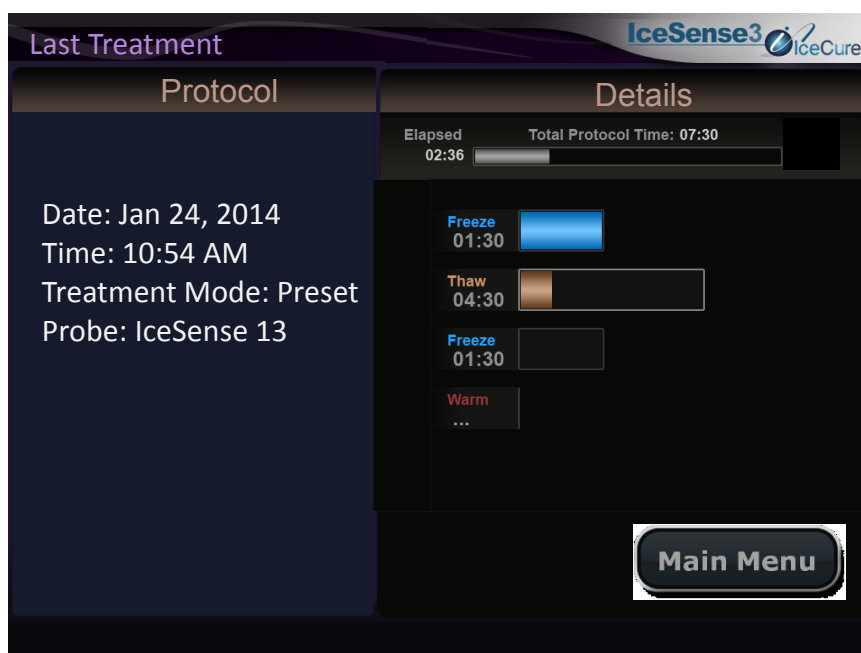 Last Treatment
IceSense3
IceCure
Protocol
Details
Elapsed
02:36
Total Protocol Time: 07:30
Date: Jan 24, 2014
Time: 10:54 AM
Treatment Mode: Preset
Probe: IceSense 13
Freeze
01:30
Thaw
04:30
Freeze
01:30
Warm
...
Main Menu